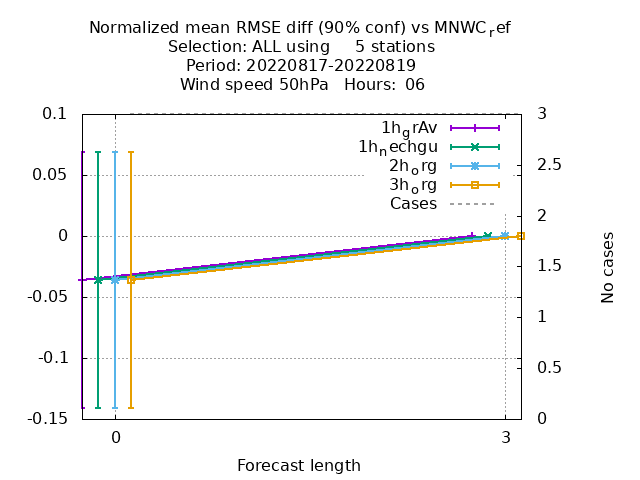 Normalized mean RMSE diff (90% conf) vs MNWC_ref
Selection: ALL using     5 stations
Period: 20220817-20220819
Wind speed 50hPa   Hours:  06
0.1
0.05
0
-0.05
-0.1
-0.15
3
2.5
2
1.5
1
0.5
0
1h_grAv
1h_nechgu
2h_org
3h_org
Cases
No cases
0
3
Forecast length